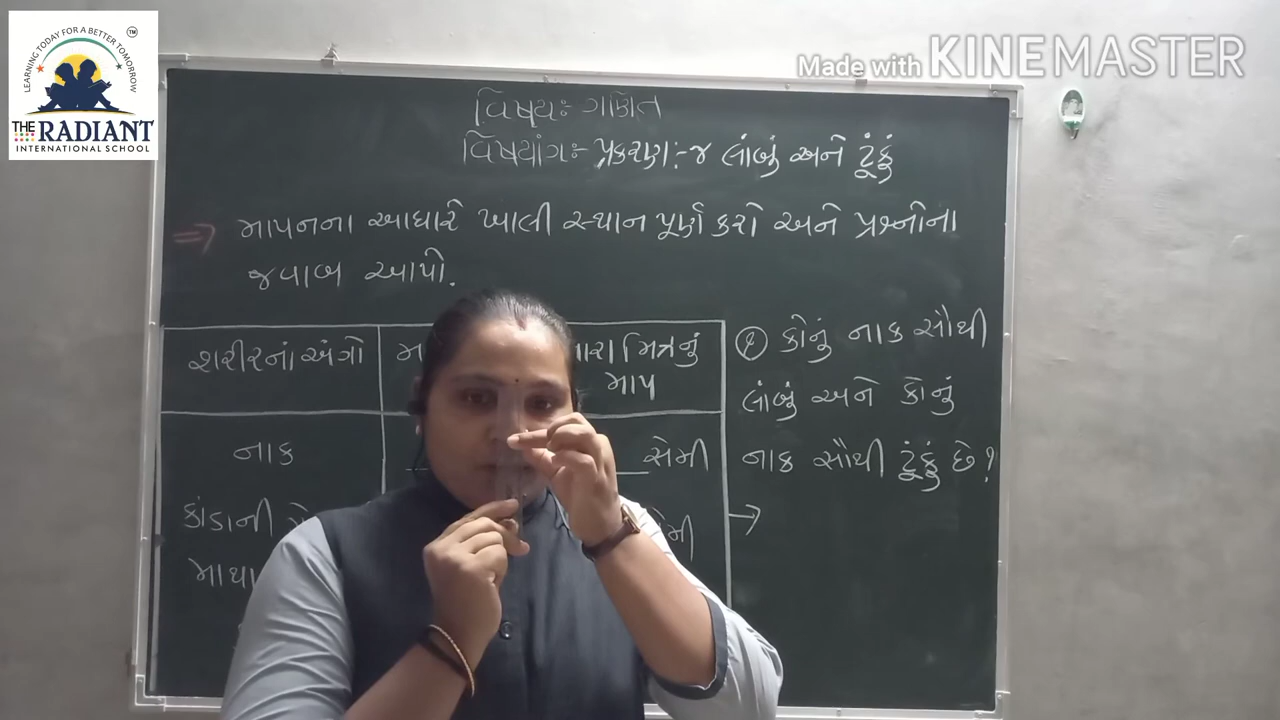 LEARNING TODAY FOR A BETTER TOMORROW
TM
THE RADIANT
INTERNATIONAL SCHOOL
Made with KINEMASTER
વિષય:- ગણિત
વિષયાંગ:- પ્રકરણ:-૪ લાંબું અને ટૂંકું
⇒ માપનના આધારે ખાલી સ્થાન પૂર્ણ કરો અને પ્રશ્નોના
જવાબ આપો.
શરીરનાં અંગો
મિત્રનું
માપ
નાક
સેમી
કાંડાની
① કોનું નાક સૌથી
લાંબું અને કોનું
નાક સૌથી ટૂંકું છે?
→